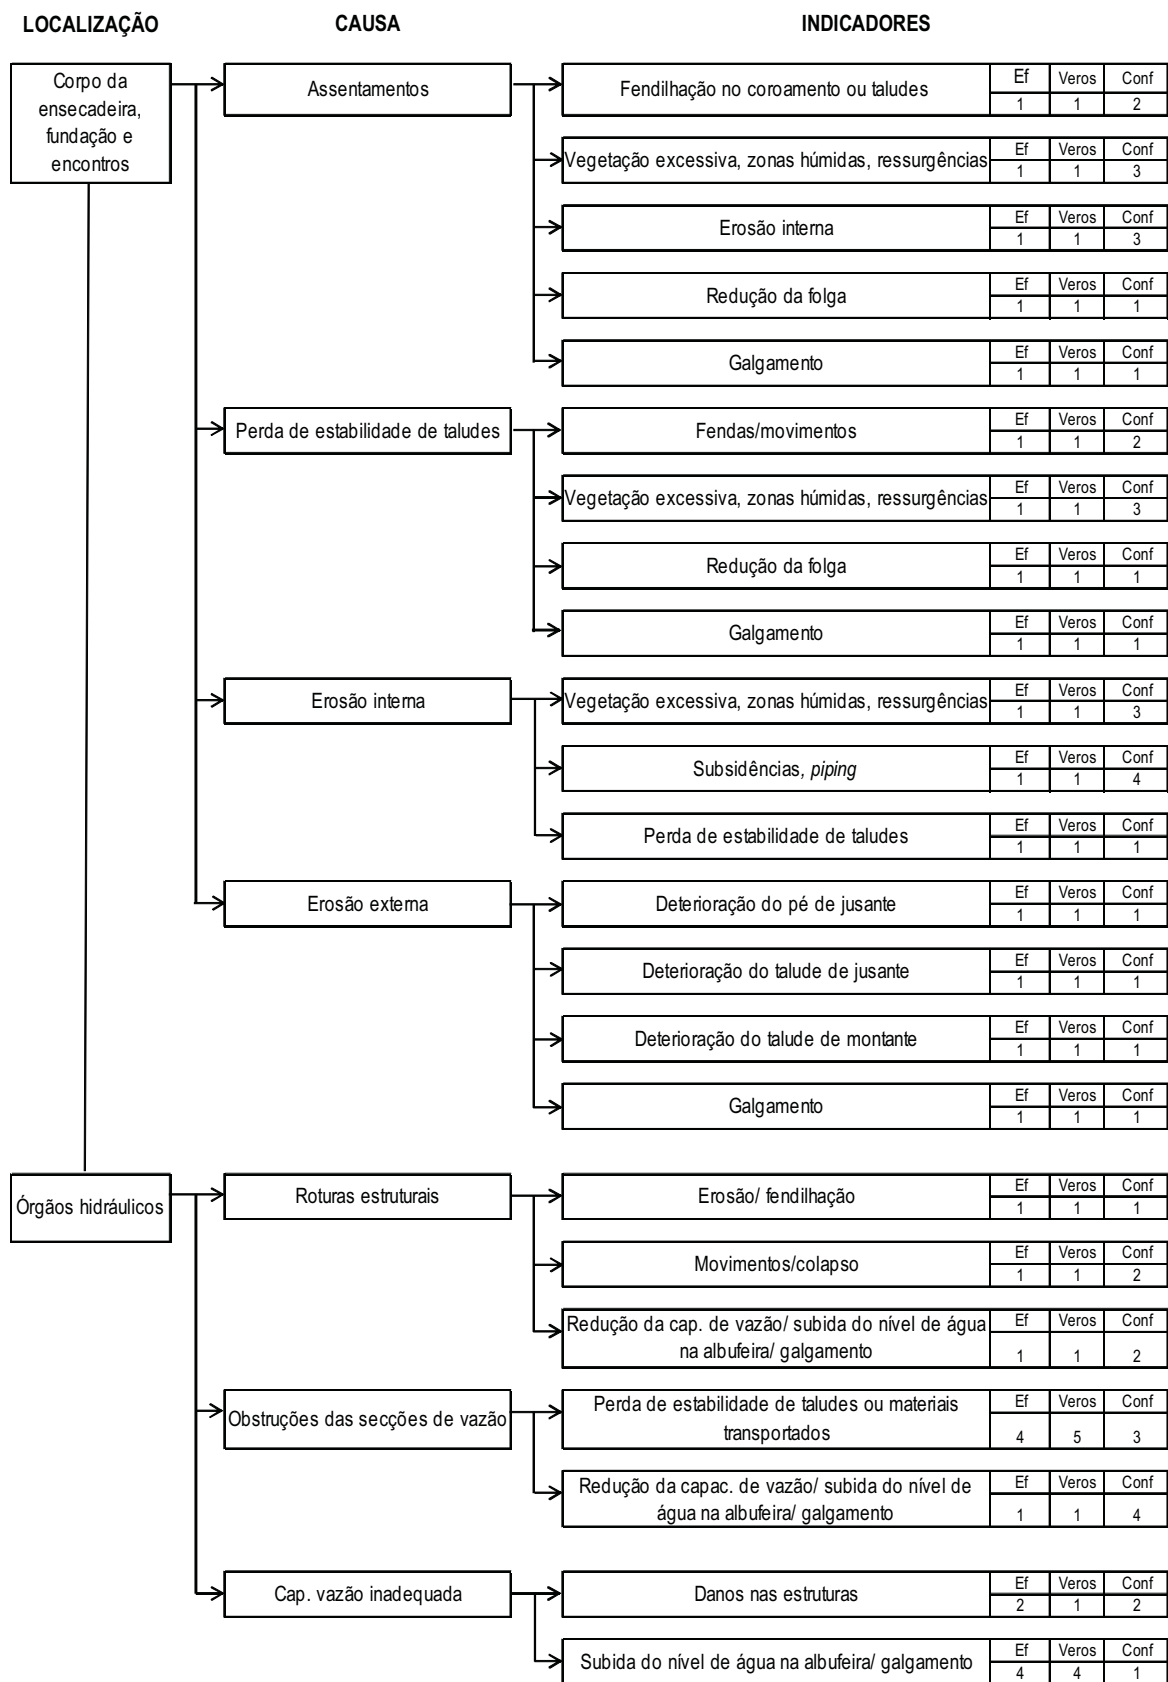 LOCALIZAÇÃO CAUSA INDICADORES
Corpo da
ensecadeira,
fundação e
encontros
Assentamentos
Fendilhação no coroamento ou taludes
Ef Veros Conf
1 1 2
Vegetação excessiva, zonas húmidas, ressurgências
Ef Veros Conf
1 1 3
Erosão interna
Ef Veros Conf
1 1 3
Redução da folga
Ef Veros Conf
1 1 1
Galgamento
Ef Veros Conf
1 1 1
Perda de estabilidade de taludes
Fendas/movimentos
Ef Veros Conf
1 1 2
Vegetação excessiva, zonas húmidas, ressurgências
Ef Veros Conf
1 1 3
Redução da folga
Ef Veros Conf
1 1 1
Galgamento
Ef Veros Conf
1 1 1
Erosão interna
Vegetação excessiva, zonas húmidas, ressurgências
Ef Veros Conf
1 1 3
Subsidências, piping
Ef Veros Conf
1 1 4
Perda de estabilidade de taludes
Ef Veros Conf
1 1 1
Erosão externa
Deterioração do pé de jusante
Ef Veros Conf
1 1 1
Deterioração do talude de jusante
Ef Veros Conf
1 1 1
Deterioração do talude de montante
Ef Veros Conf
1 1 1
Galgamento
Ef Veros Conf
1 1 1
Órgãos hidráulicos
Roturas estruturais
Erosão/ fendilhação
Ef Veros Conf
1 1 1
Movimentos/colapso
Ef Veros Conf
1 1 2
Redução da cap. de vazão/ subida do nível de água
na albufeira/ galgamento
Ef Veros Conf
1 1 2
Obstruções das secções de vazão
Perda de estabilidade de taludes ou materiais
transportados
Ef Veros Conf
4 5 3
Redução da capac. de vazão/ subida do nível de
água na albufeira/ galgamento
Ef Veros Conf
1 1 4
Cap. vazão inadequada
Danos nas estruturas
Ef Veros Conf
2 1 2
Subida do nível de água na albufeira/ galgamento
Ef Veros Conf
4 4 1